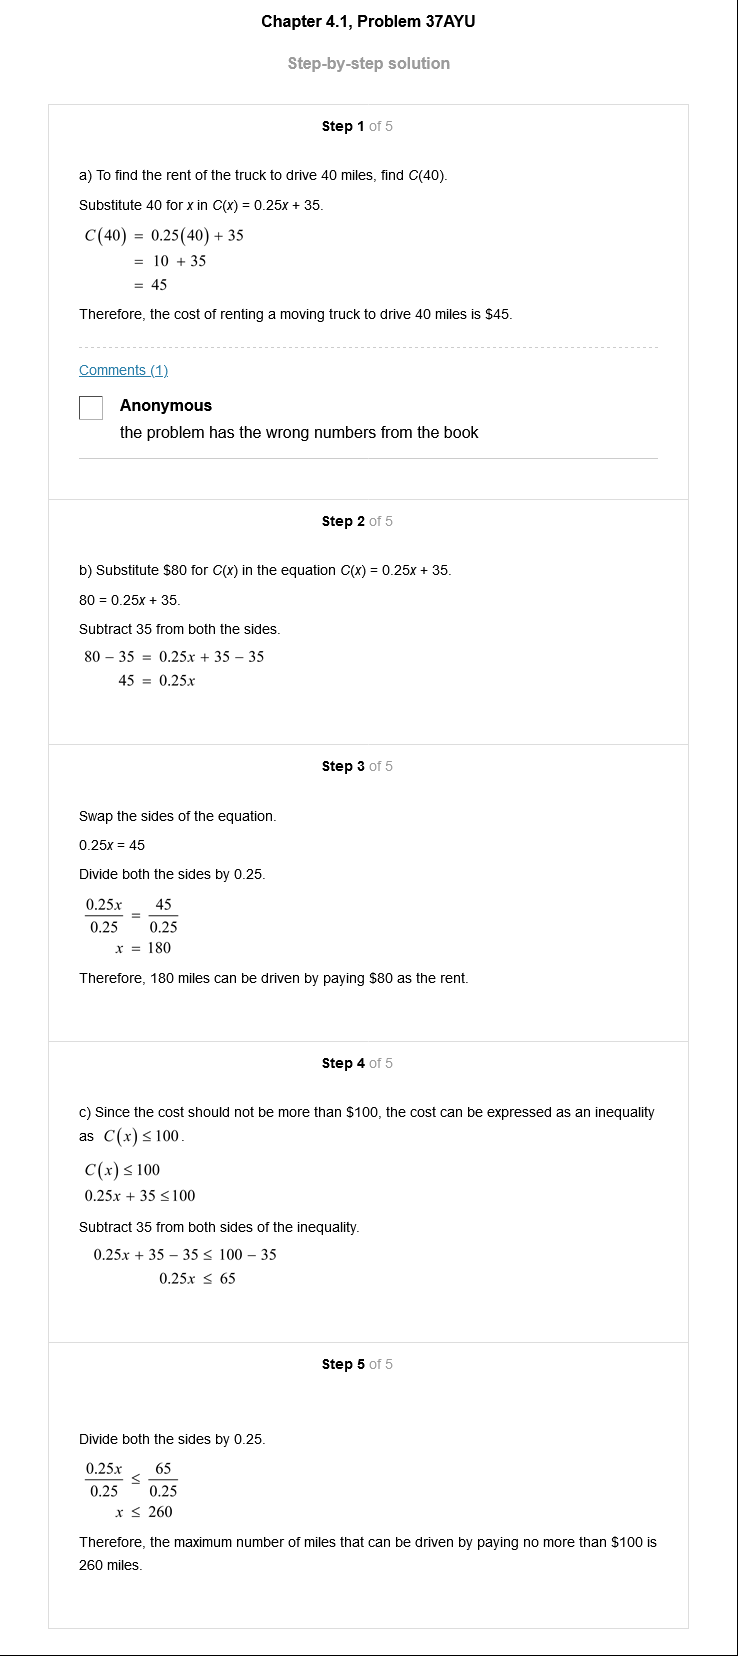 Chapter 4.1, Problem 37AYU
Step-by-step solution
Step 1 of 5
a) To find the rent of the truck to drive 40 miles, find C(40).
Substitute 40 for x in C(x) = 0.25x + 35.
C(40) = 0.25(40) + 35
= 10 + 35
= 45
Therefore, the cost of renting a moving truck to drive 40 miles is $45.
Comments (1)
Anonymous
the problem has the wrong numbers from the book
Step 2 of 5
b) Substitute $80 for C(x) in the equation C(x) = 0.25x + 35.
80 = 0.25x + 35.
Subtract 35 from both the sides.
80 − 35 = 0.25x + 35 − 35
45 = 0.25x
Step 3 of 5
Swap the sides of the equation.
0.25x = 45
Divide both the sides by 0.25.
0.25x/0.25 = 45/0.25
x = 180
Therefore, 180 miles can be driven by paying $80 as the rent.
Step 4 of 5
c) Since the cost should not be more than $100, the cost can be expressed as an inequality
as C(x) ≤ 100.
C(x) ≤ 100
0.25x + 35 ≤ 100
Subtract 35 from both sides of the inequality.
0.25x + 35 − 35 ≤ 100 − 35
0.25x ≤ 65
Step 5 of 5
Divide both the sides by 0.25.
0.25x/0.25 ≤ 65/0.25
x ≤ 260
Therefore, the maximum number of miles that can be driven by paying no more than $100 is
260 miles.